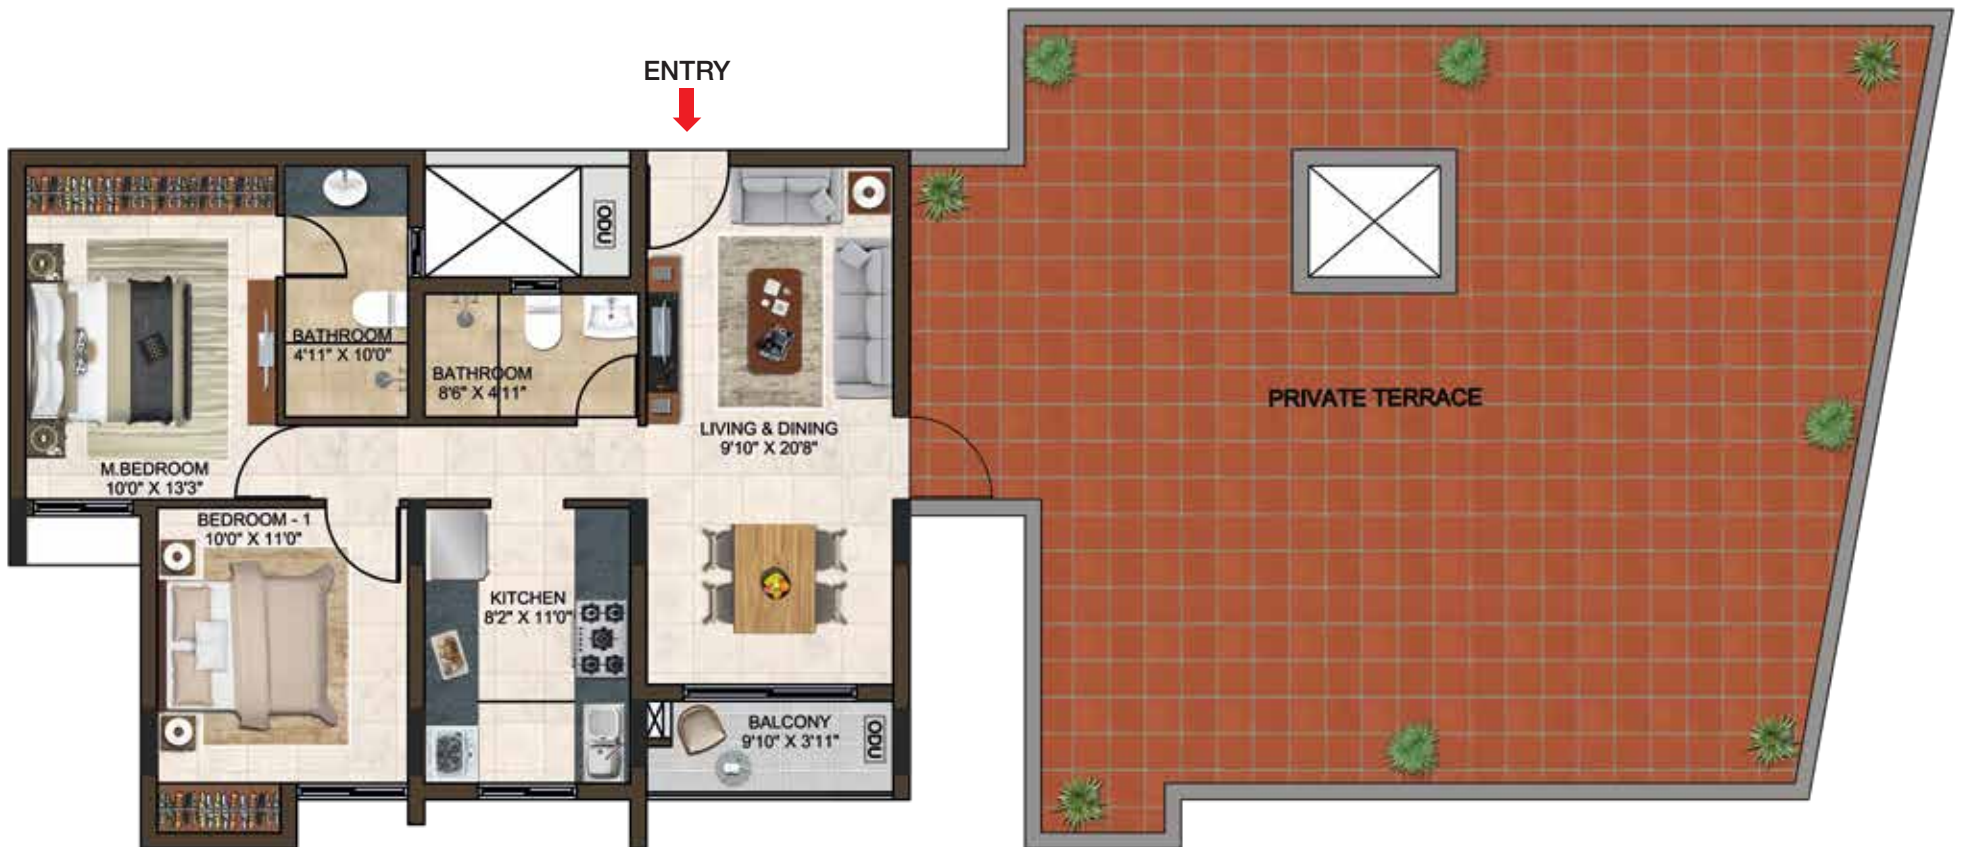 ENTRY
ODU
BATHROOM
4'11" X 10'0"
BATHROOM
8'6" X 4'11"
PRIVATE TERRACE
LIVING & DINING
9'10" X 20'8"
M.BEDROOM
10'0" X 13'3"
BEDROOM - 1
10'0" X 11'0"
KITCHEN
8'2" X 11'0"
BALCONY
9'10" X 3'11"
ODU